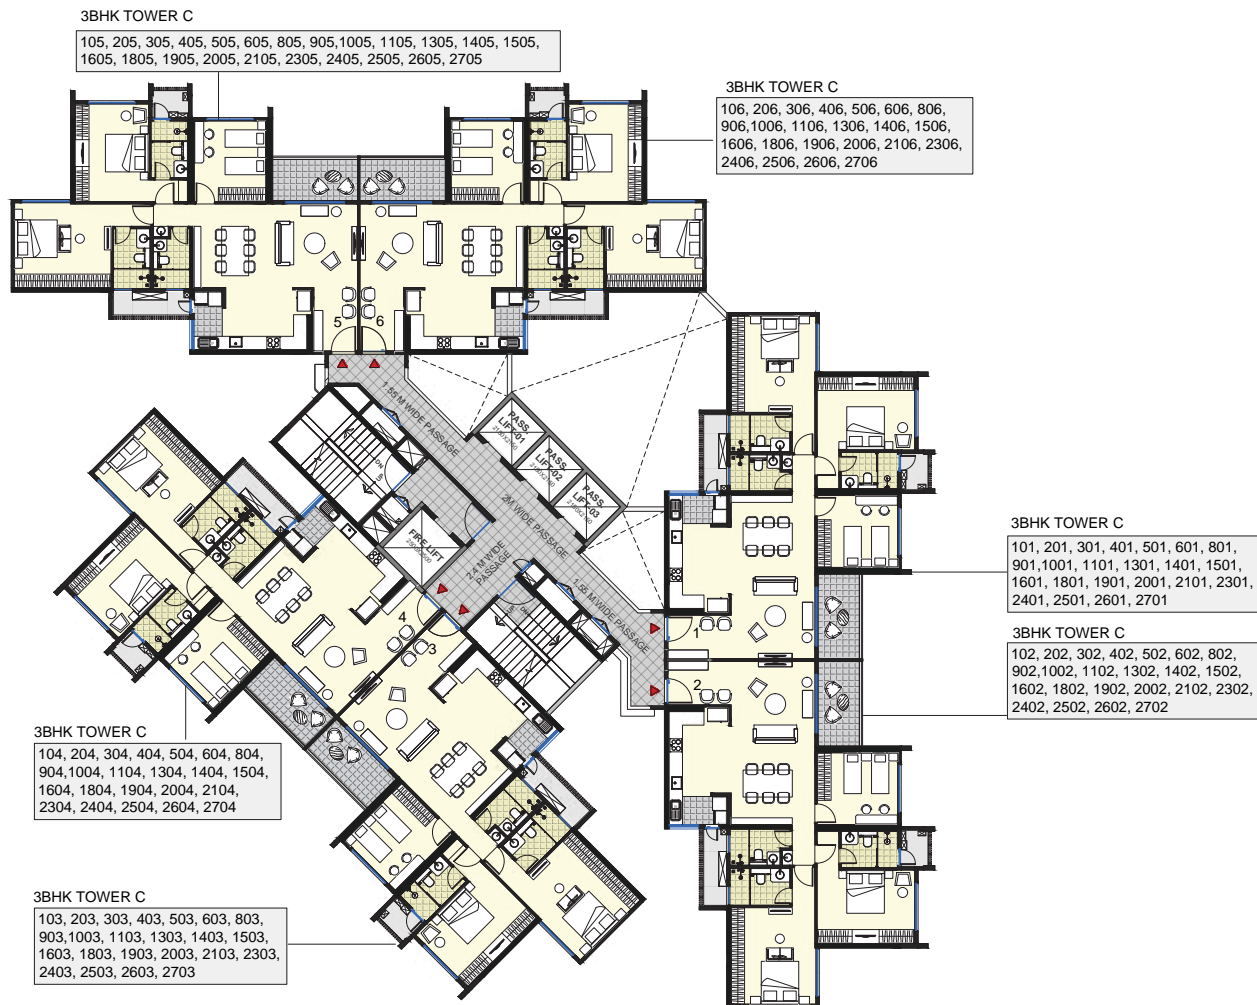 3BHK TOWER C
105, 205, 305, 405, 505, 605, 805, 905,1005, 1105, 1305, 1405, 1505,
1605, 1805, 1905, 2005, 2105, 2305, 2405, 2505, 2605, 2705
3BHK TOWER C
106, 206, 306, 406, 506, 606, 806,
906,1006, 1106, 1306, 1406, 1506,
1606, 1806, 1906, 2006, 2106, 2306,
2406, 2506, 2606, 2706
5
6
1.55 M WIDE PASSAGE
PASS.
LIFT-01
PASS.
LIFT-02
PASS.
LIFT-03
2M WIDE PASSAGE
DN
UP
FIRE LIFT
2.4 M WIDE
PASSAGE
1.55 M WIDE PASSAGE
DN
UP
4
3
1
2
3BHK TOWER C
101, 201, 301, 401, 501, 601, 801,
901,1001, 1101, 1301, 1401, 1501,
1601, 1801, 1901, 2001, 2101, 2301,
2401, 2501, 2601, 2701
3BHK TOWER C
102, 202, 302, 402, 502, 602, 802,
902,1002, 1102, 1302, 1402, 1502,
1602, 1802, 1902, 2002, 2102, 2302,
2402, 2502, 2602, 2702
3BHK TOWER C
104, 204, 304, 404, 504, 604, 804,
904,1004, 1104, 1304, 1404, 1504,
1604, 1804, 1904, 2004, 2104,
2304, 2404, 2504, 2604, 2704
3BHK TOWER C
103, 203, 303, 403, 503, 603, 803,
903,1003, 1103, 1303, 1403, 1503,
1603, 1803, 1903, 2003, 2103, 2303,
2403, 2503, 2603, 2703